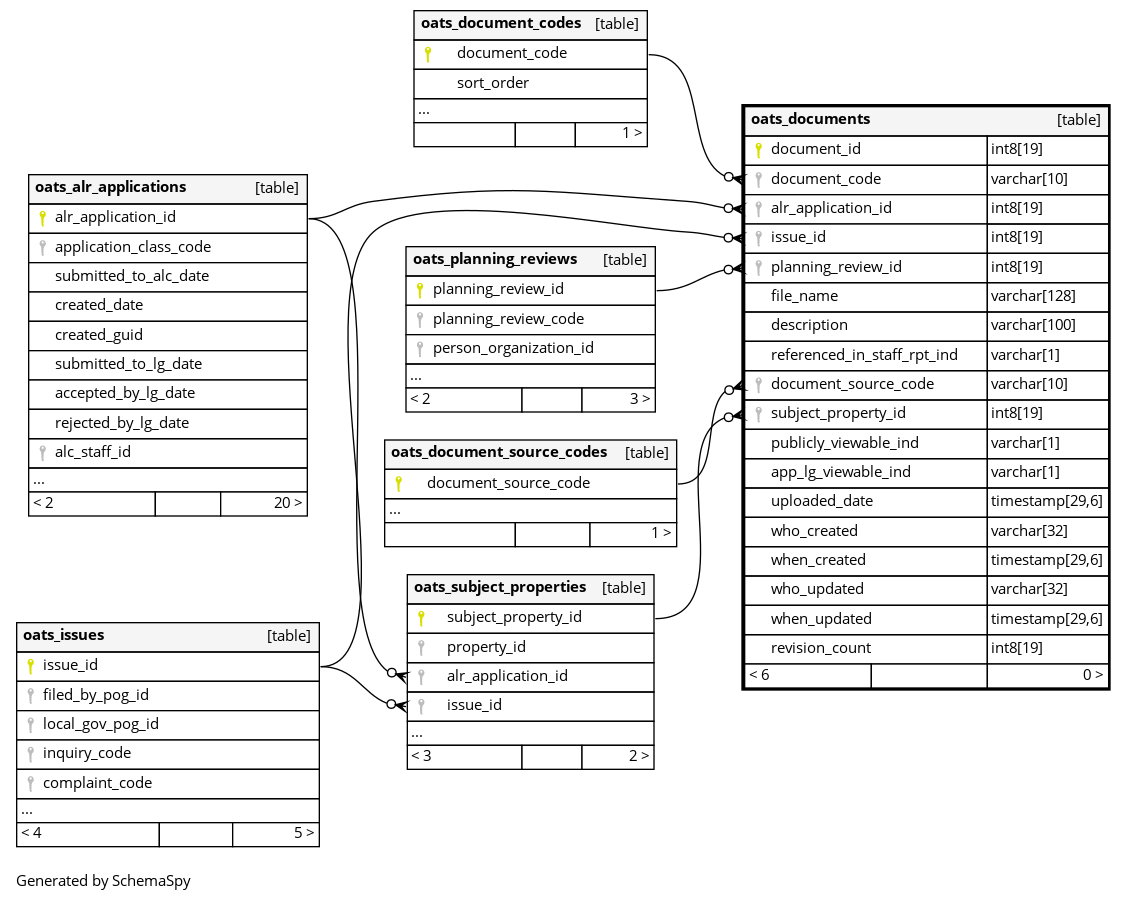 oats_document_codes [table]
document_code
sort_order
...
1 >
oats_documents [table]
document_id int8[19]
document_code varchar[10]
alr_application_id int8[19]
issue_id int8[19]
planning_review_id int8[19]
file_name varchar[128]
description varchar[100]
referenced_in_staff_rpt_ind varchar[1]
document_source_code varchar[10]
subject_property_id int8[19]
publicly_viewable_ind varchar[1]
app_lg_viewable_ind varchar[1]
uploaded_date timestamp[29,6]
who_created varchar[32]
when_created timestamp[29,6]
who_updated varchar[32]
when_updated timestamp[29,6]
revision_count int8[19]
< 6 0 >
oats_alr_applications [table]
alr_application_id
application_class_code
submitted_to_alc_date
created_date
created_guid
submitted_to_lg_date
accepted_by_lg_date
rejected_by_lg_date
alc_staff_id
...
< 2 20 >
oats_planning_reviews [table]
planning_review_id
planning_review_code
person_organization_id
...
< 2 3 >
oats_document_source_codes [table]
document_source_code
...
1 >
oats_subject_properties [table]
subject_property_id
property_id
alr_application_id
issue_id
...
< 3 2 >
oats_issues [table]
issue_id
filed_by_pog_id
local_gov_pog_id
inquiry_code
complaint_code
...
< 4 5 >
Generated by SchemaSpy